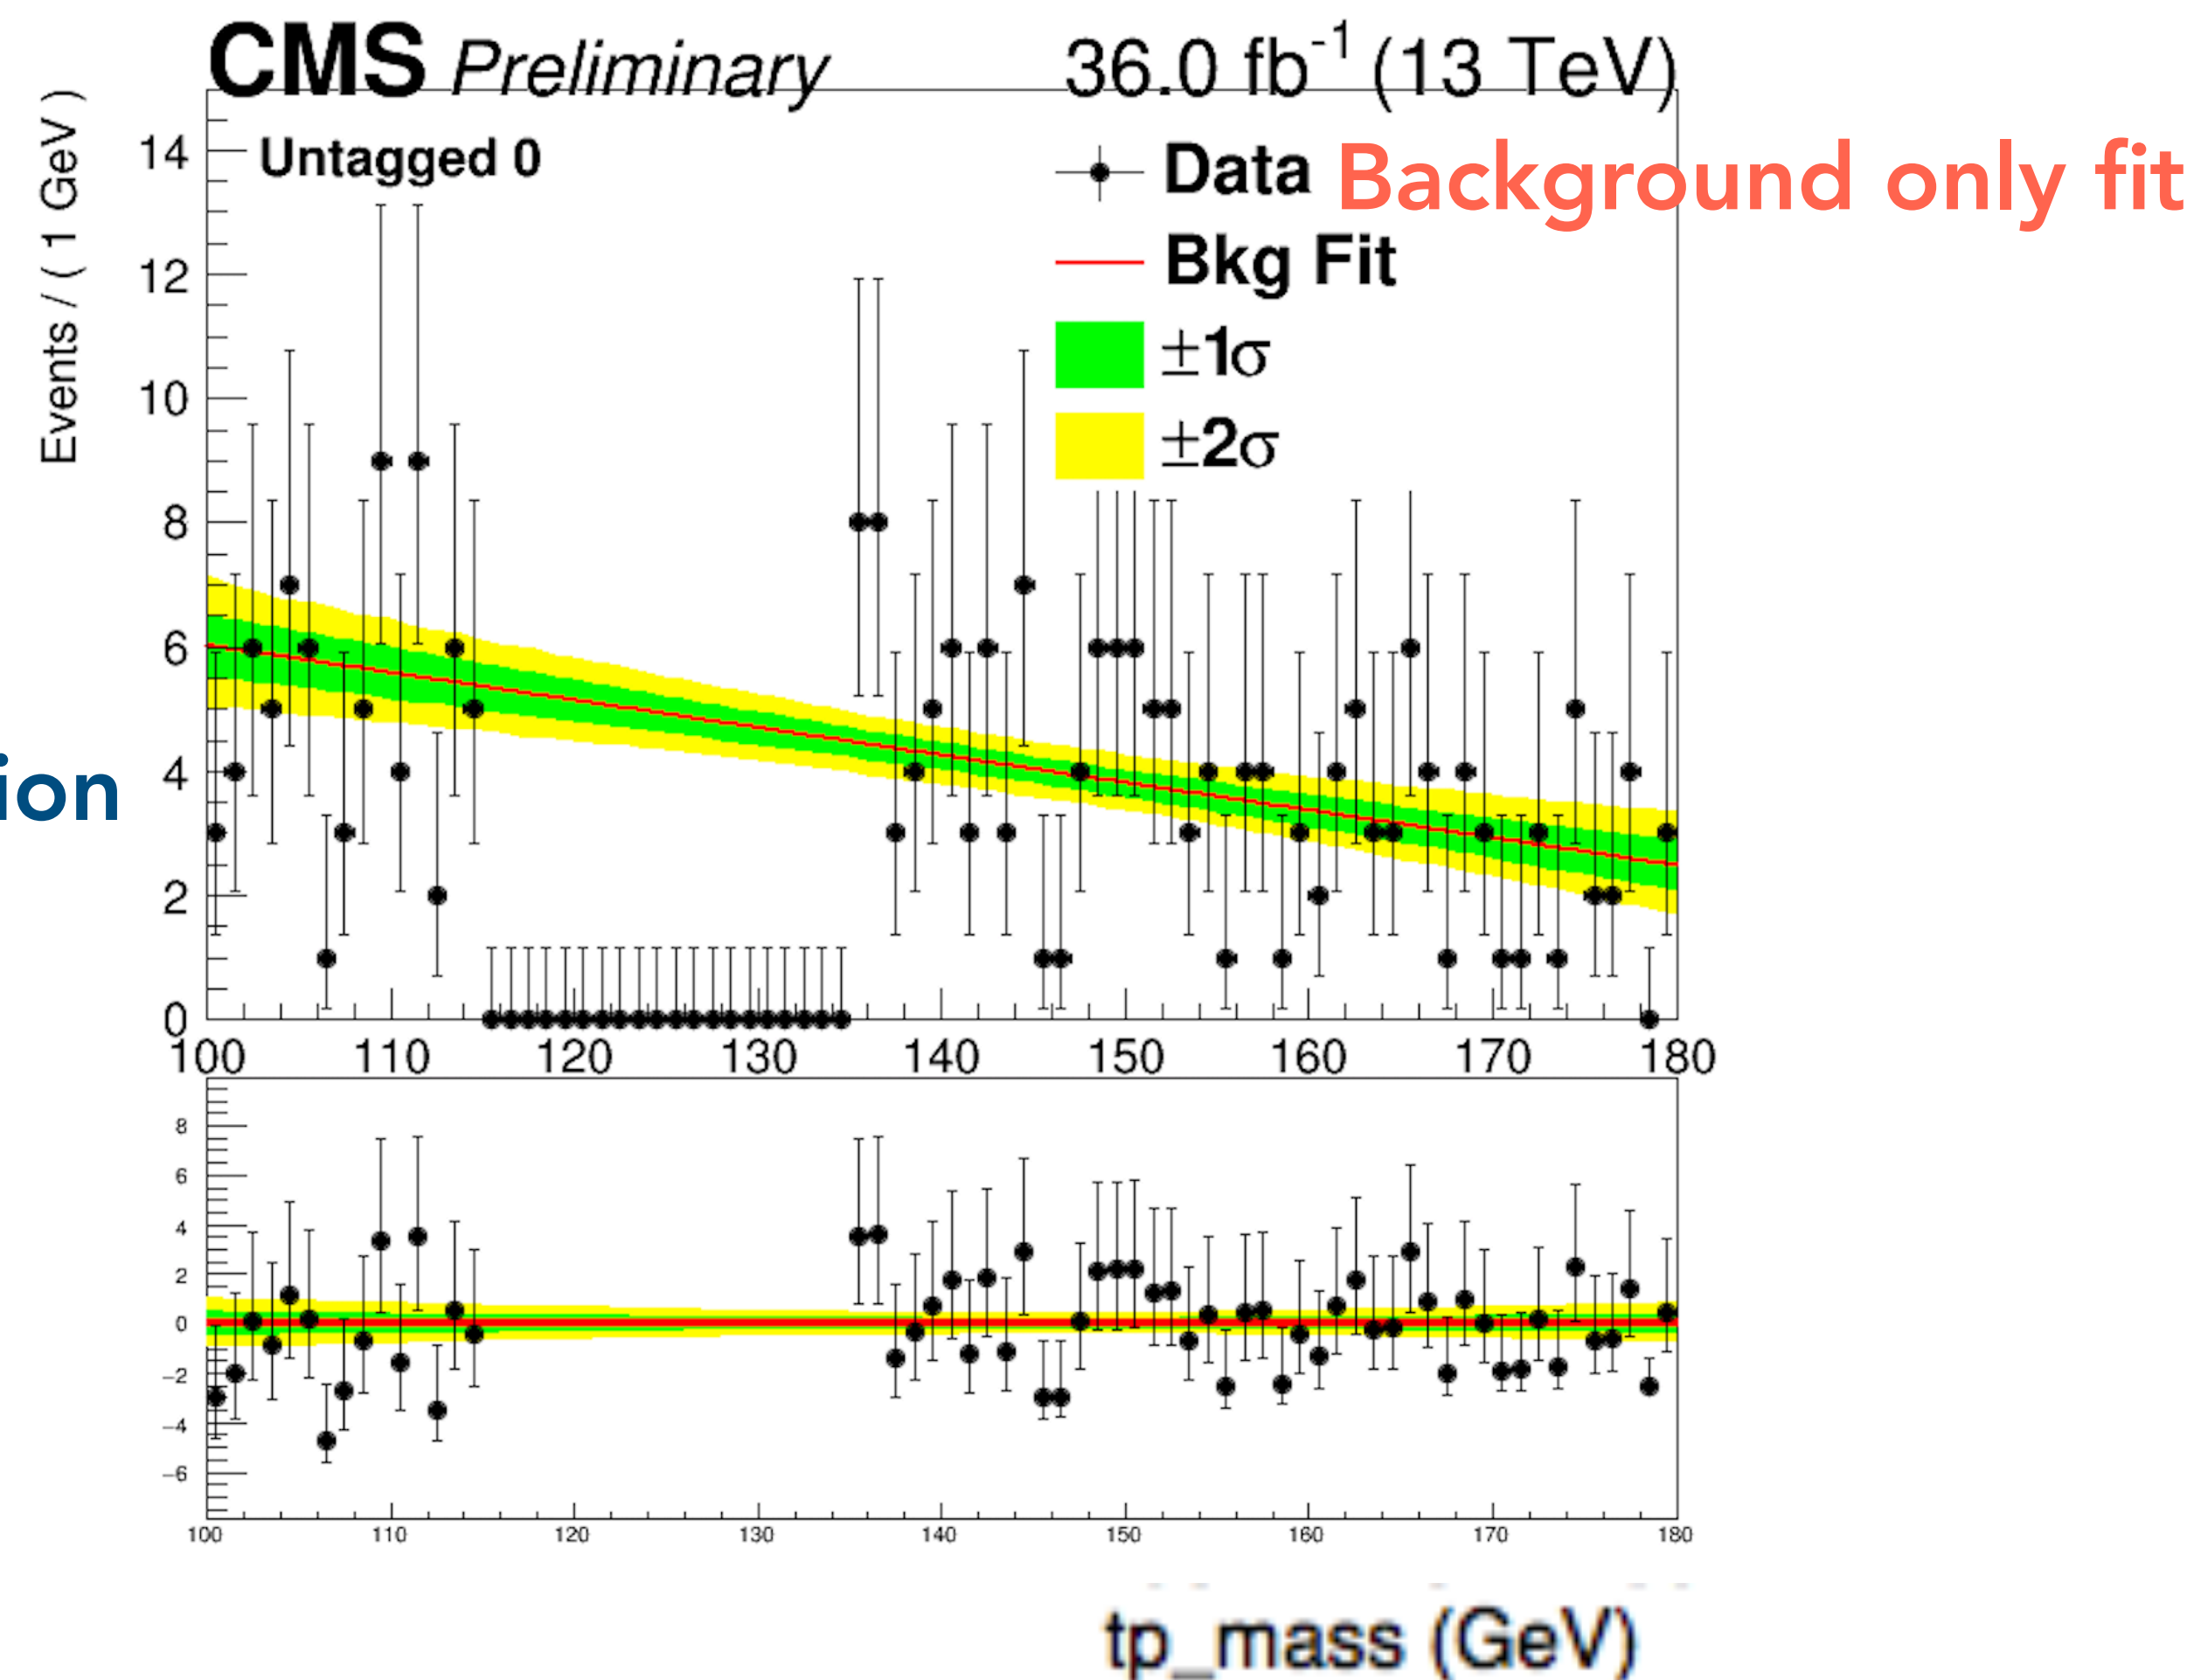 CMS Preliminary 36.0 fb-1 (13 TeV)
Events / ( 1 GeV )
Untagged 0
Data Background only fit
Bkg Fit
±1σ
±2σ
14
12
10
8
6
4
2
0
ion
100 110 120 130 140 150 160 170 180
8
6
4
2
0
−2
−4
−6
100 110 120 130 140 150 160 170 180
tp_mass (GeV)